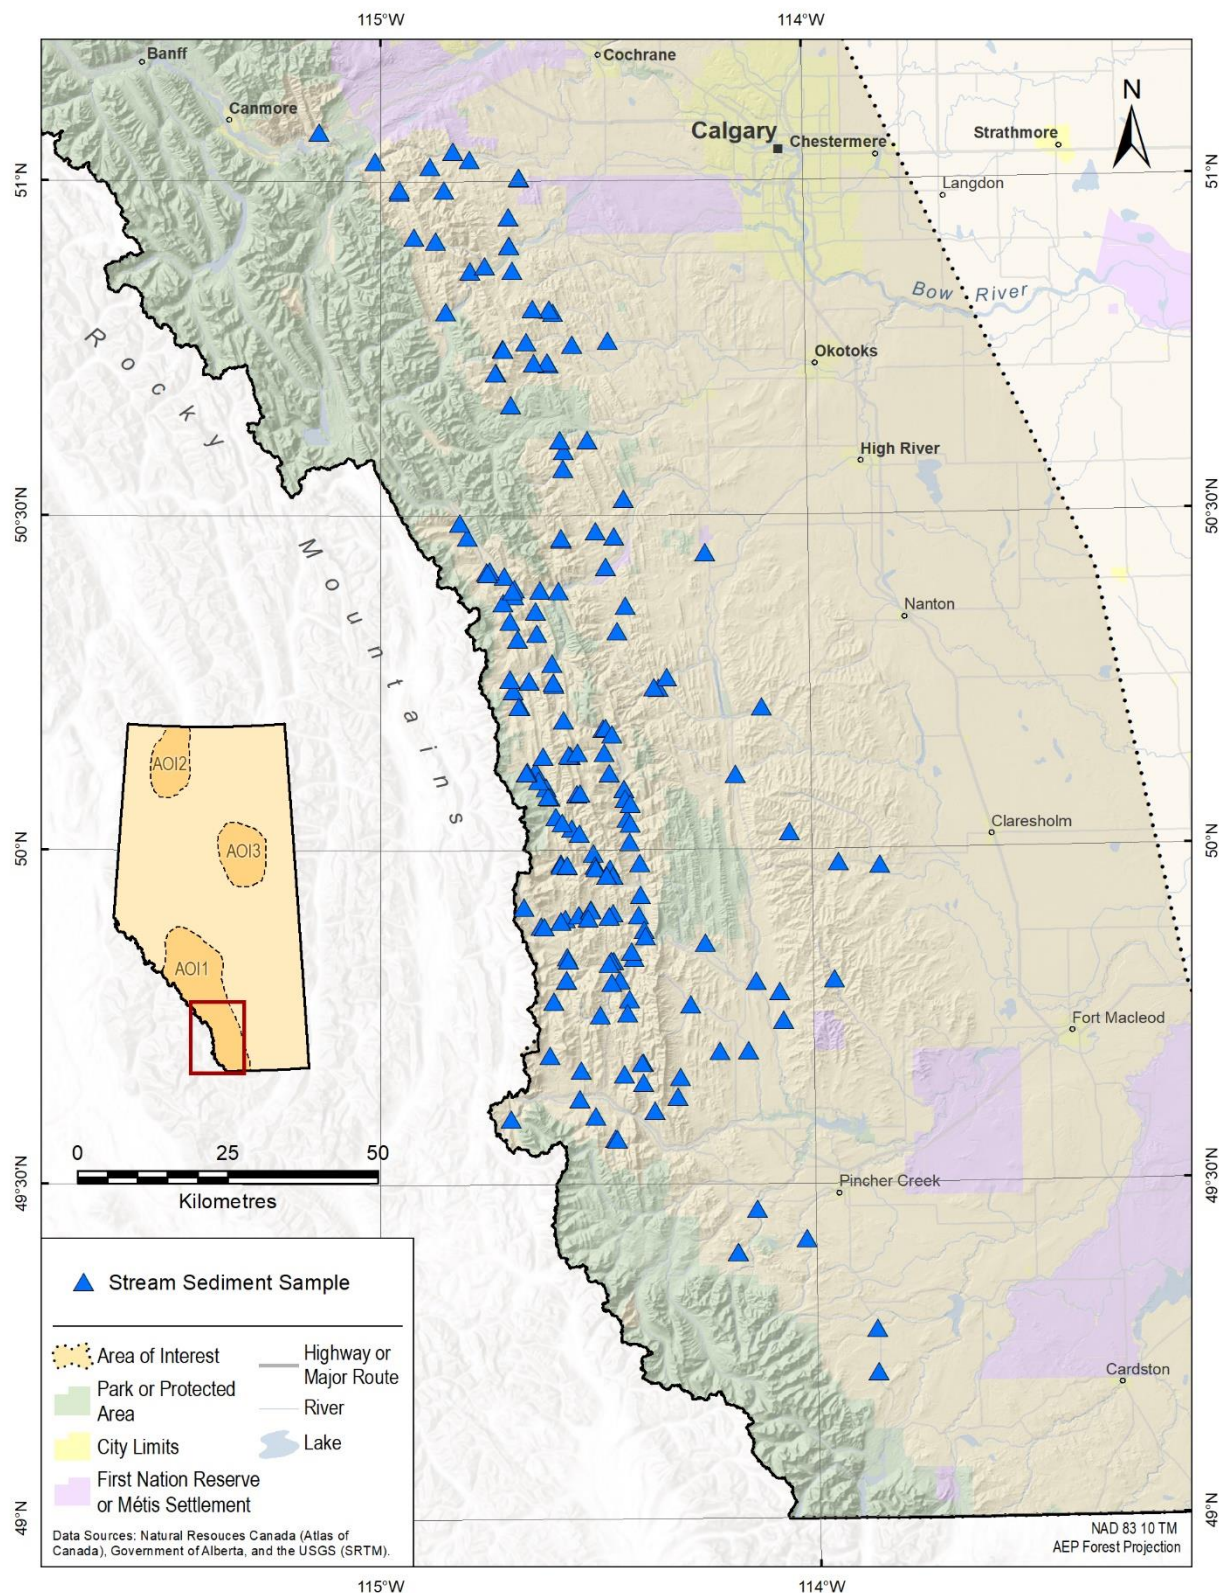 115°W
114°W
Banff
Cochrane
Canmore
Calgary
Chestermere
Strathmore
N
51°N
51°N
Langdon
Bow River
Okotoks
Rocky Mountains
High River
50°30'N
50°30'N
Nanton
AOI2
AOI3
AOI1
50°N
50°N
Claresholm
Fort Macleod
0 25 50
Kilometres
49°30'N
49°30'N
Pincher Creek
Stream Sediment Sample
Area of Interest
Highway or
Major Route
Park or Protected
Area
River
City Limits
Lake
First Nation Reserve
or Métis Settlement
Cardston
Data Sources: Natural Resouces Canada (Atlas of
Canada), Government of Alberta, and the USGS (SRTM).
49°N
49°N
NAD 83 10 TM
AEP Forest Projection
115°W
114°W